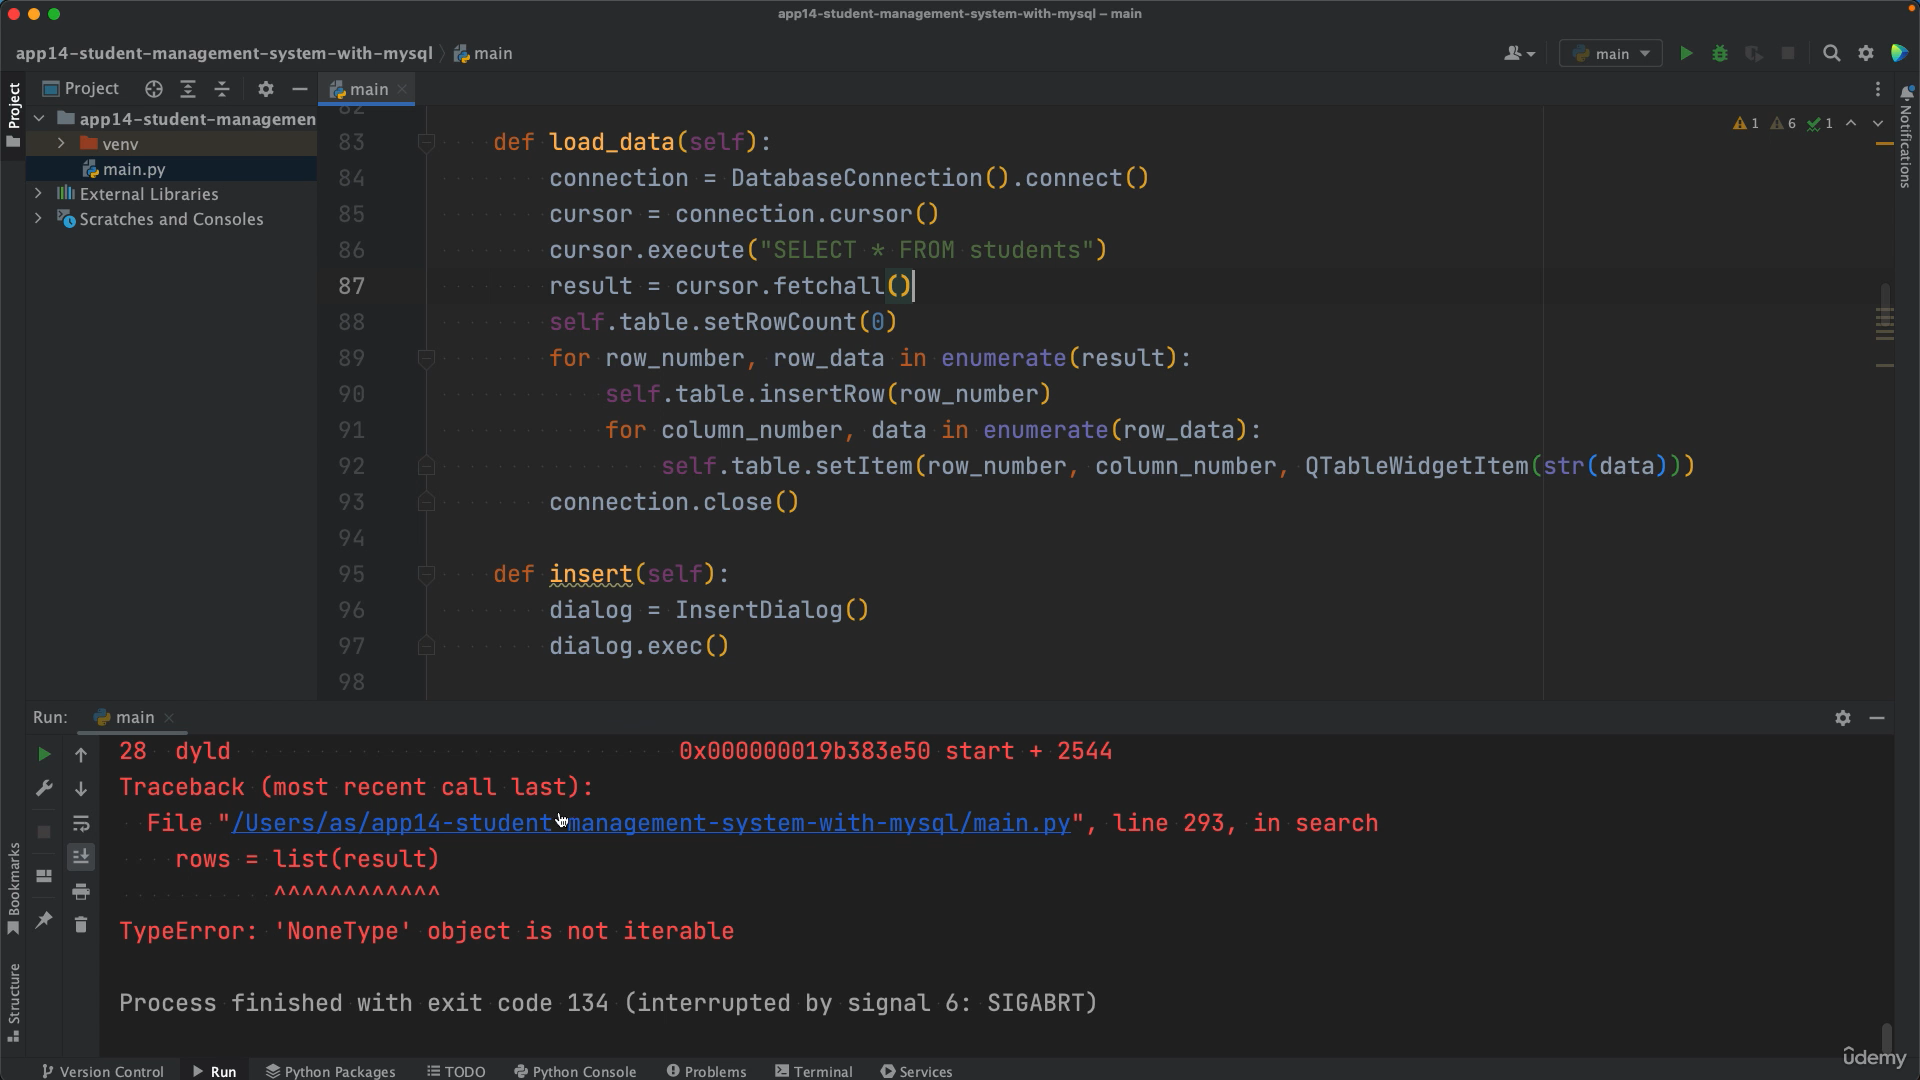 app14-student-management-system-with-mysql – main
app14-student-management-system-with-mysql
main
main
Project
Project
main
Notifications
app14-student-managemen
venv
main.py
External Libraries
Scratches and Consoles
1 6 1
82
83 def load_data(self):
84 connection = DatabaseConnection().connect()
85 cursor = connection.cursor()
86 cursor.execute("SELECT * FROM students")
87 result = cursor.fetchall()
88 self.table.setRowCount(0)
89 for row_number, row_data in enumerate(result):
90 self.table.insertRow(row_number)
91 for column_number, data in enumerate(row_data):
92 self.table.setItem(row_number, column_number, QTableWidgetItem(str(data)))
93 connection.close()
94
95 def insert(self):
96 dialog = InsertDialog()
97 dialog.exec()
98
Run: main
28 dyld 0x000000019b383e50 start + 2544
Traceback (most recent call last):
File "/Users/as/app14-student-management-system-with-mysql/main.py", line 293, in search
rows = list(result)
^^^^^^^^^^^^
TypeError: 'NoneType' object is not iterable
Process finished with exit code 134 (interrupted by signal 6: SIGABRT)
Bookmarks
Structure
Version Control
Run
Python Packages
TODO
Python Console
Problems
Terminal
Services
udemy